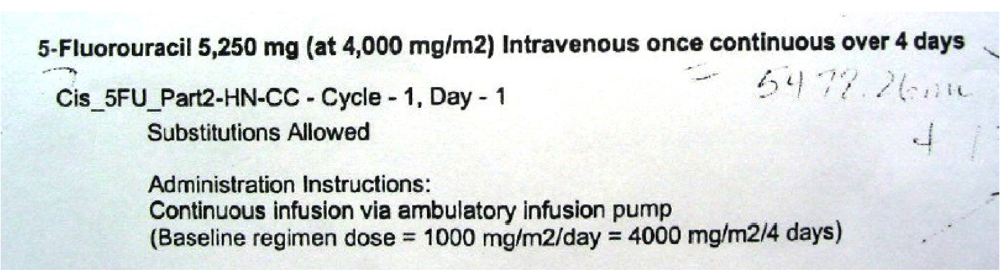 5-Fluorouracil 5,250 mg (at 4,000 mg/m2) Intravenous once continuous over 4 days
Cis_5FU_Part2-HN-CC - Cycle - 1, Day - 1
Substitutions Allowed
Administration Instructions:
Continuous infusion via ambulatory infusion pump
(Baseline regimen dose = 1000 mg/m2/day = 4000 mg/m2/4 days)